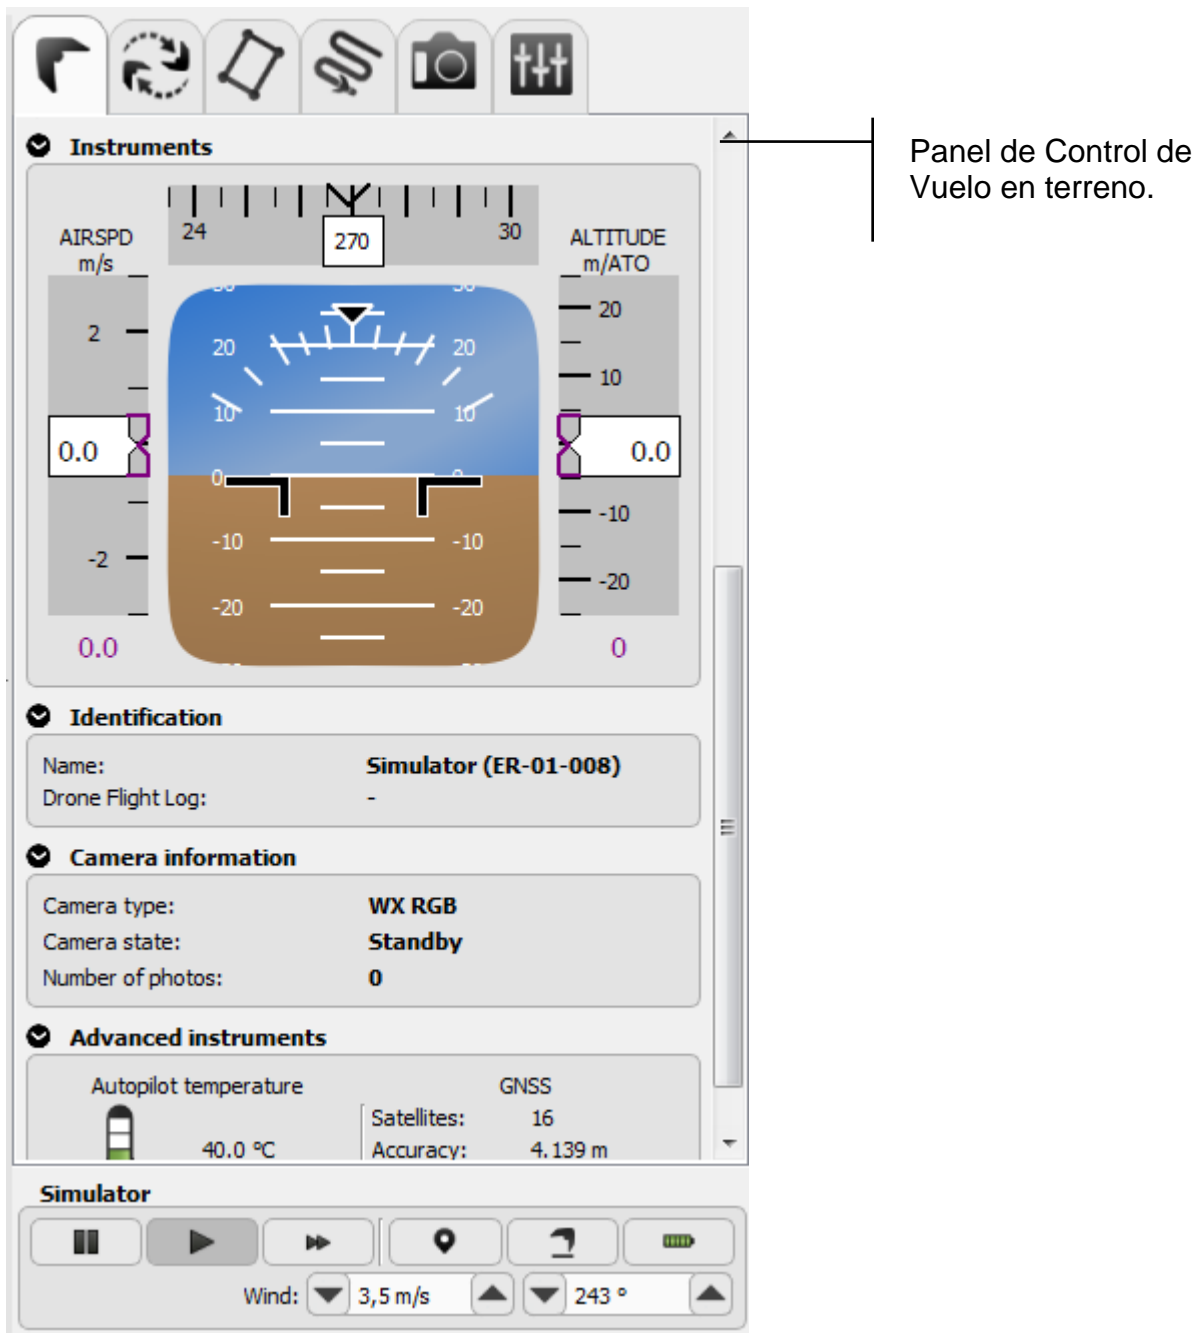 Instruments
Panel de Control de
Vuelo en terreno.
24
270
30
AIRSPD
m/s
ALTITUDE
m/ATO
2
0.0
-2
0.0
20 20
10 10
0 0
-10 -10
-20 -20
20
10
0.0
-10
-20
0
Identification
Name: Simulator (ER-01-008)
Drone Flight Log: -
Camera information
Camera type: WX RGB
Camera state: Standby
Number of photos: 0
Advanced instruments
Autopilot temperature GNSS
Satellites: 16
40.0 ºC Accuracy: 4.139 m
Simulator
Wind: 3,5 m/s 243 º